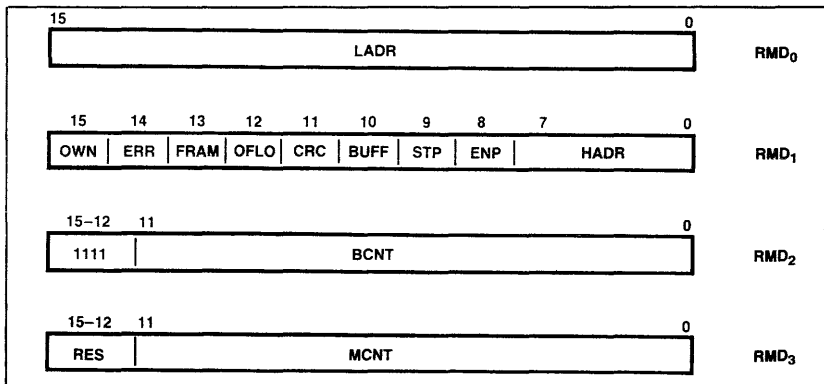 15 0
LADR RMD0
15 14 13 12 11 10 9 8 7 0
OWN ERR FRAM OFLO CRC BUFF STP ENP HADR RMD1
15–12 11 0
1111 BCNT RMD2
15–12 11 0
RES MCNT RMD3